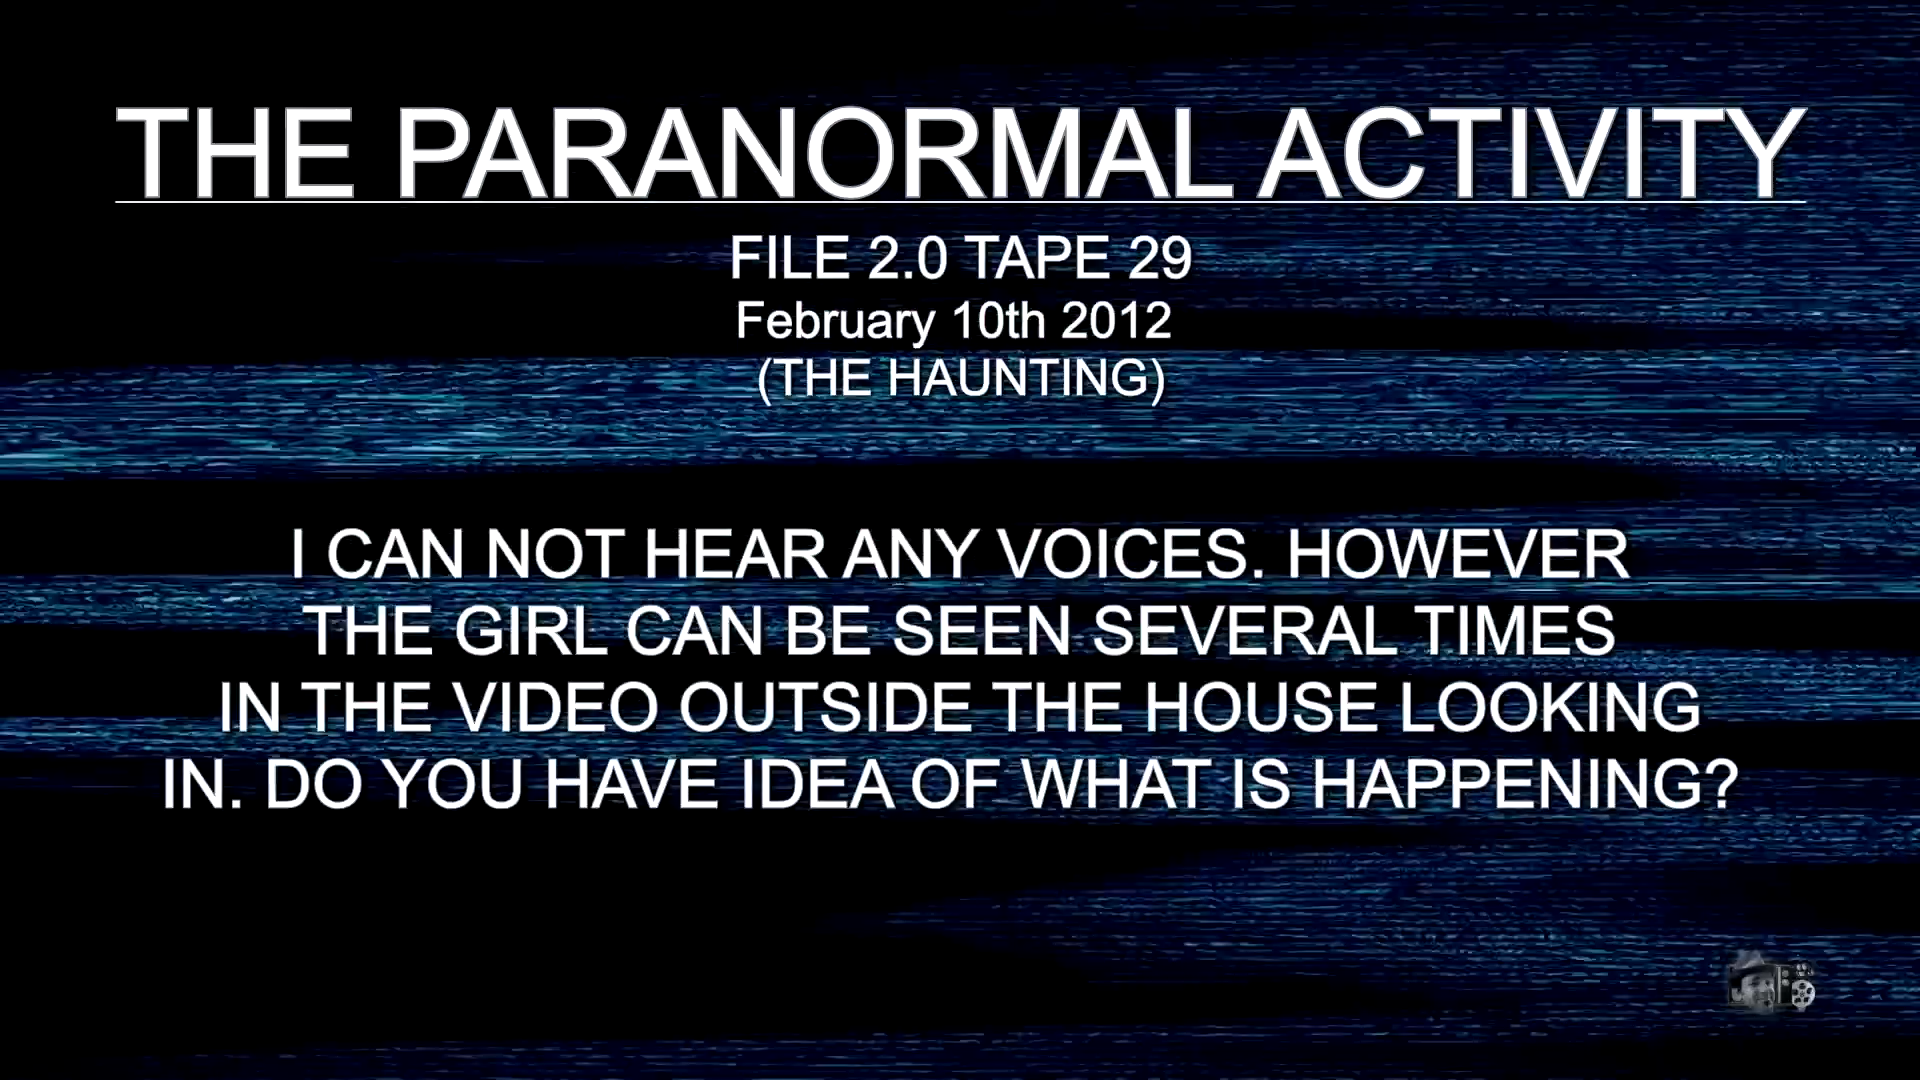 THE PARANORMAL ACTIVITY
FILE 2.0 TAPE 29
February 10th 2012
(THE HAUNTING)
I CAN NOT HEAR ANY VOICES. HOWEVER
THE GIRL CAN BE SEEN SEVERAL TIMES
IN THE VIDEO OUTSIDE THE HOUSE LOOKING
IN. DO YOU HAVE IDEA OF WHAT IS HAPPENING?